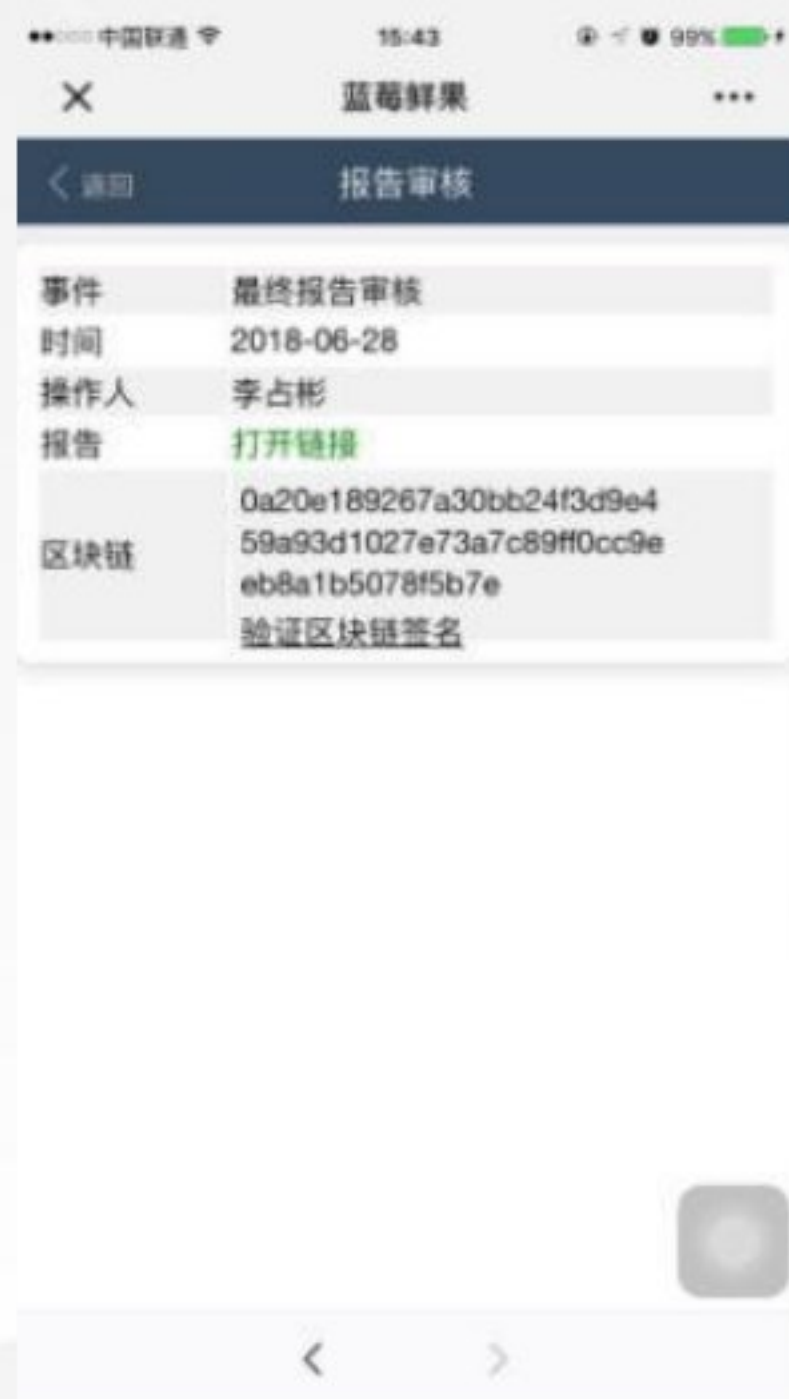 中国联通
15:43
99%
蓝莓鲜果
返回
报告审核
事件 最终报告审核
时间 2018-06-28
操作人 李占彬
报告 打开链接
区块链
0a20e189267a30bb24f3d9e4
59a93d1027e73a7c89ff0cc9e
eb8a1b5078f5b7e
验证区块链签名